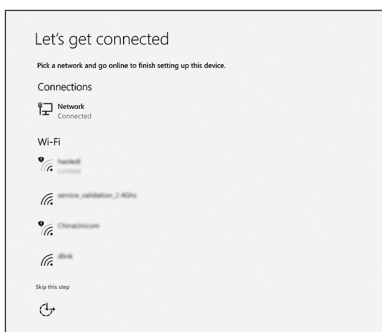 Let's get connected
Pick a network and go online to finish setting up this device.
Connections
Network
Connected
Wi-Fi
Limited
service_validation_2.4Ghz
ChinaUnicom
dlink
Skip this step